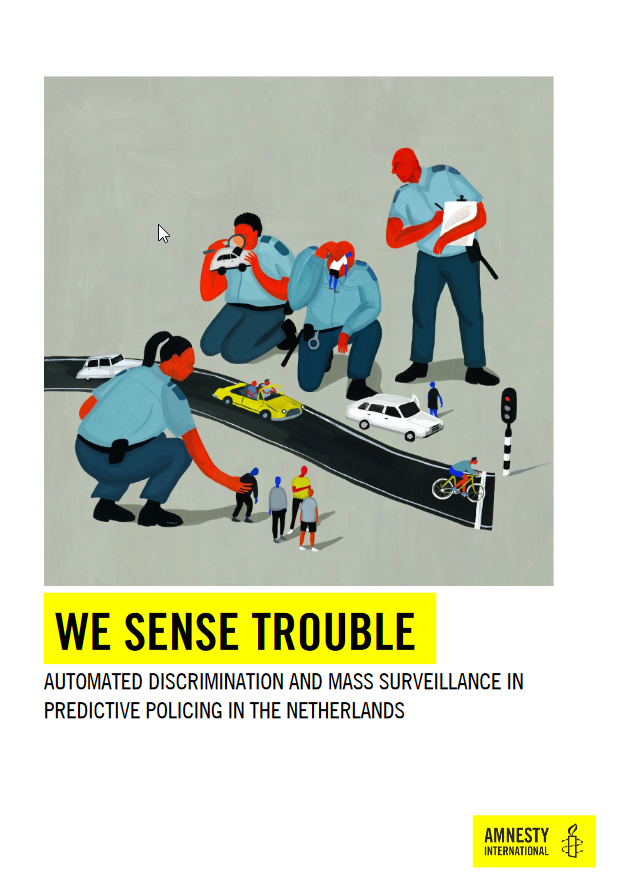 WE SENSE TROUBLE
AUTOMATED DISCRIMINATION AND MASS SURVEILLANCE IN
PREDICTIVE POLICING IN THE NETHERLANDS
AMNESTY
INTERNATIONAL